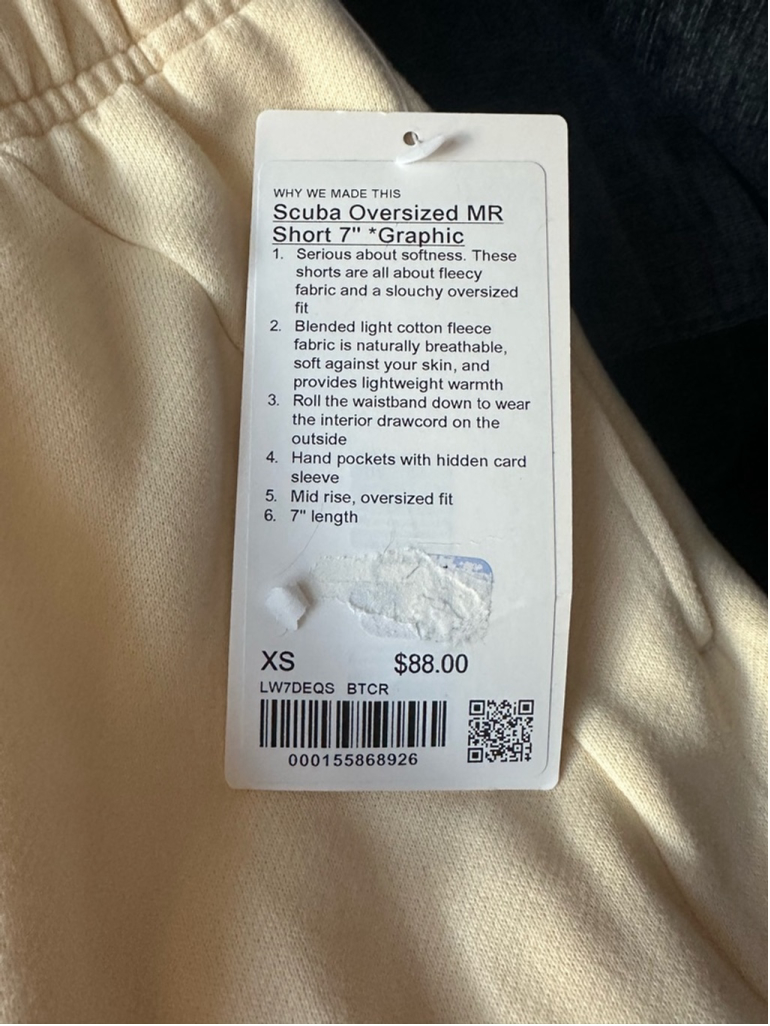 WHY WE MADE THIS
Scuba Oversized MR
Short 7" *Graphic
1. Serious about softness. These
shorts are all about fleecy
fabric and a slouchy oversized
fit
2. Blended light cotton fleece
fabric is naturally breathable,
soft against your skin, and
provides lightweight warmth
3. Roll the waistband down to wear
the interior drawcord on the
outside
4. Hand pockets with hidden card
sleeve
5. Mid rise, oversized fit
6. 7" length
XS $88.00
LW7DEQS BTCR
000155868926